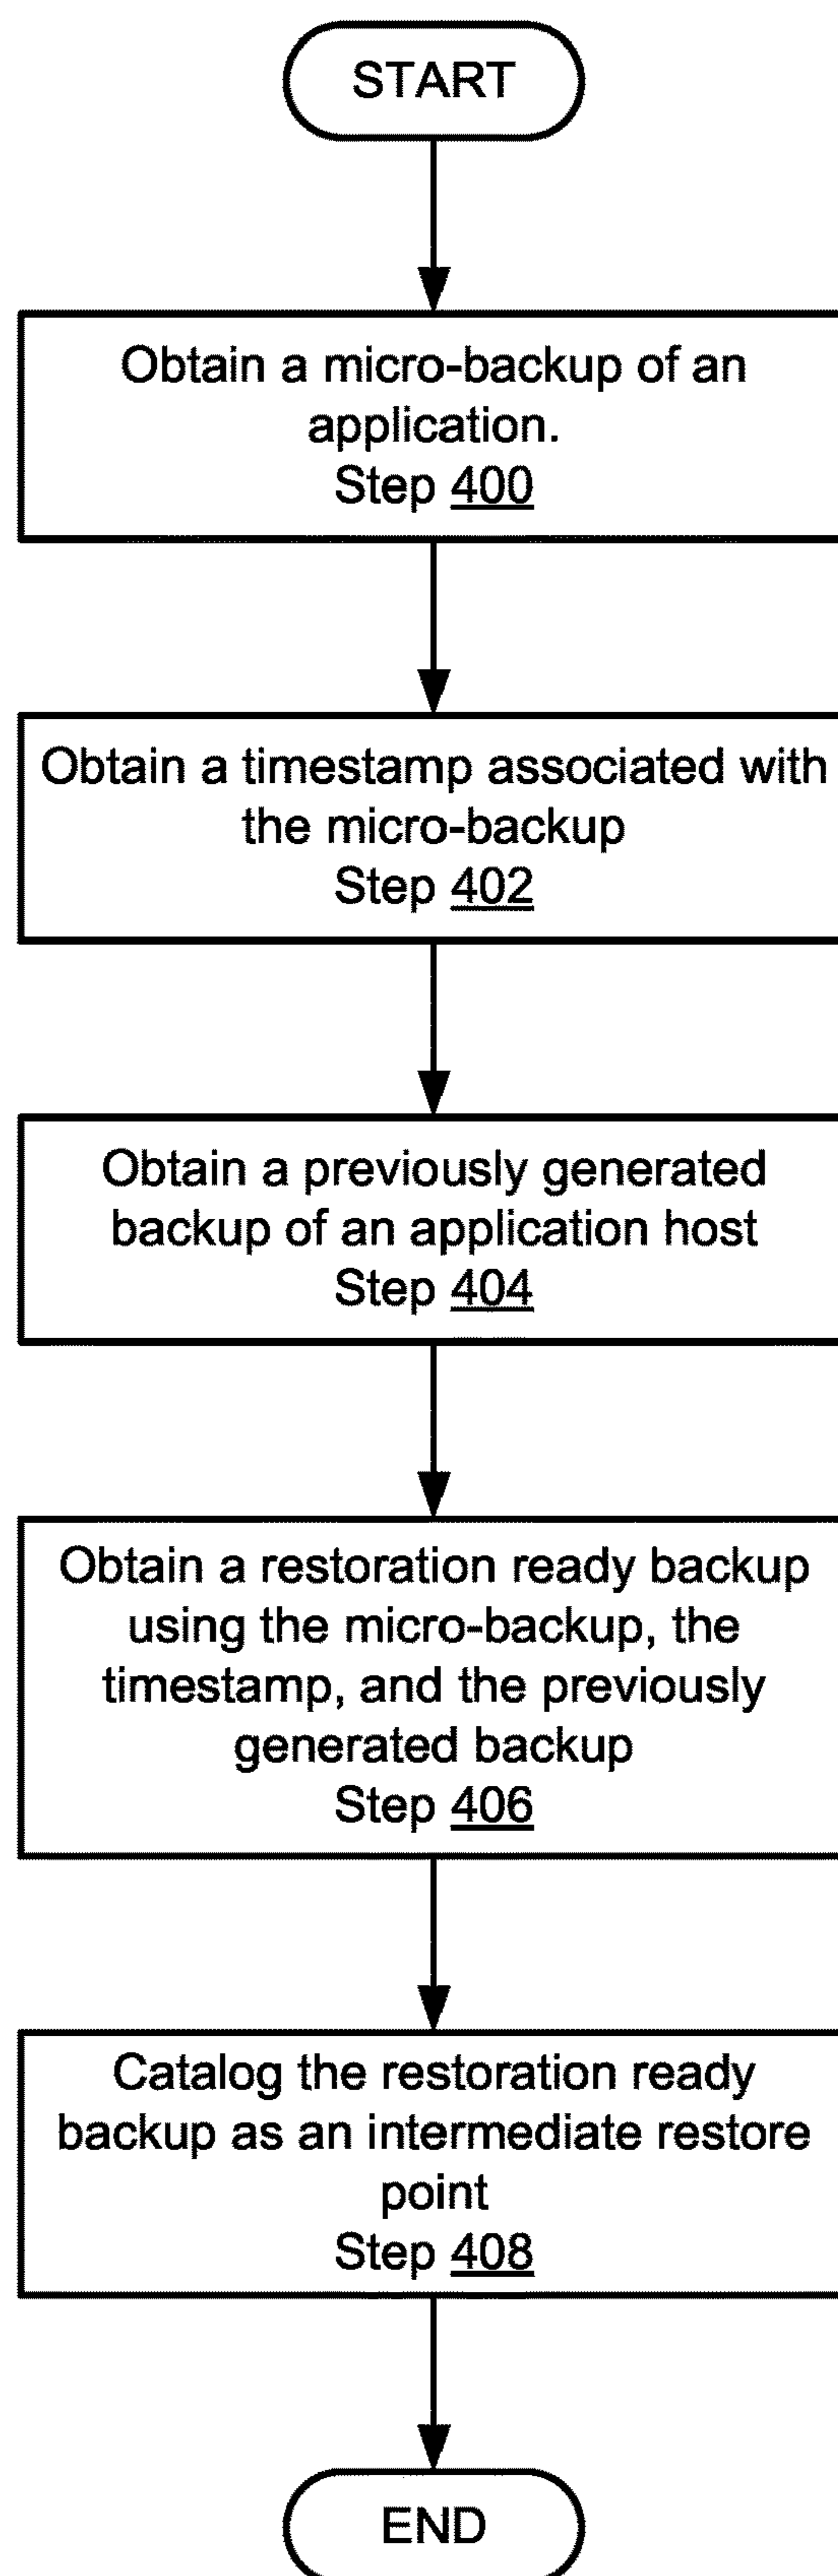 START
Obtain a micro-backup of an
application.
Step 400
Obtain a timestamp associated with
the micro-backup
Step 402
Obtain a previously generated
backup of an application host
Step 404
Obtain a restoration ready backup
using the micro-backup, the
timestamp, and the previously
generated backup
Step 406
Catalog the restoration ready
backup as an intermediate restore
point
Step 408
END